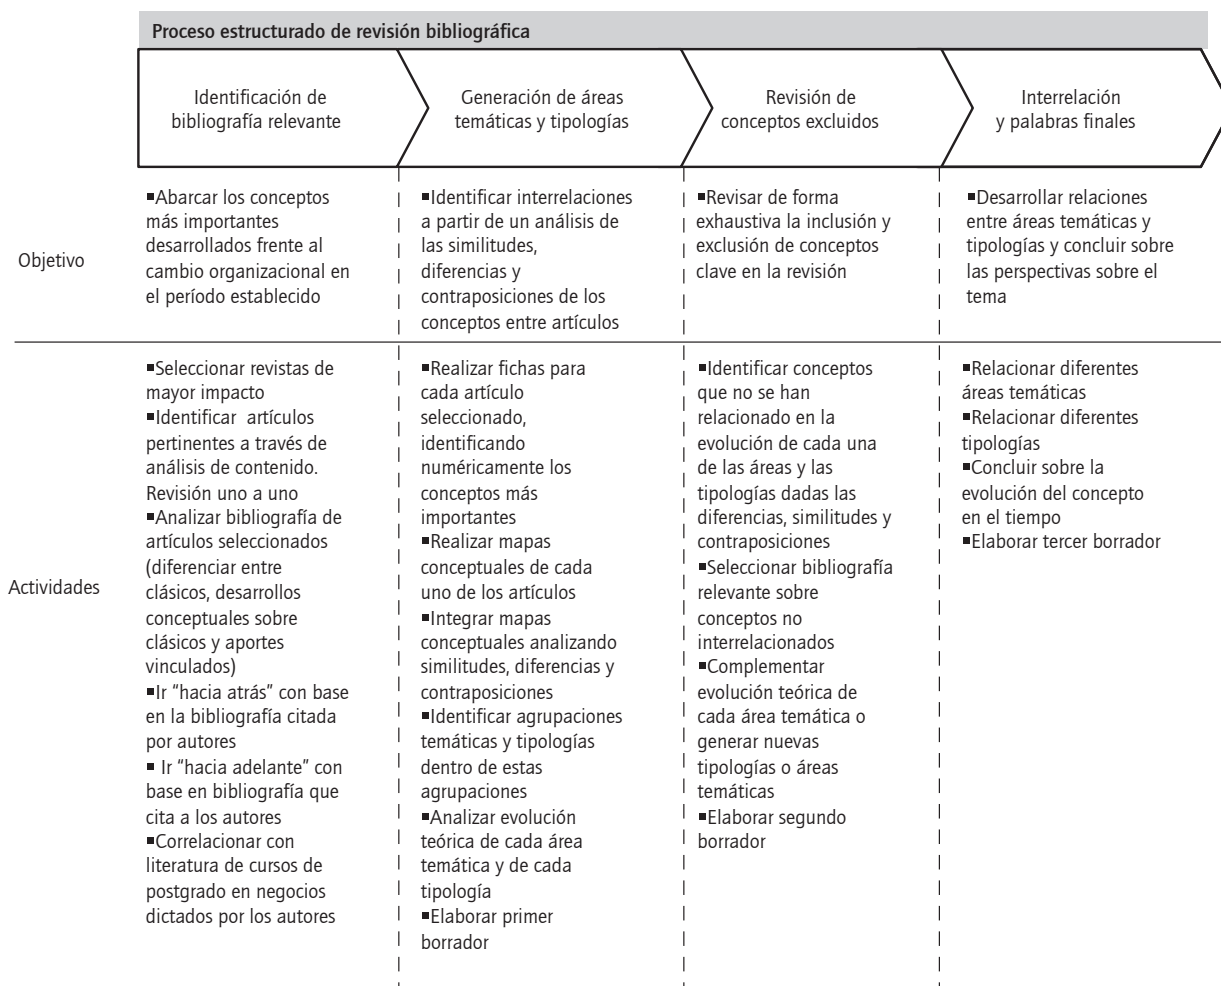 Proceso estructurado de revisión bibliográfica
Identificación de
bibliografía relevante
Generación de áreas
temáticas y tipologías
Revisión de
conceptos excluidos
Interrelación
y palabras finales
Objetivo
▪Abarcar los conceptos
más importantes
desarrollados frente al
cambio organizacional en
el período establecido
▪Identificar interrelaciones
a partir de un análisis de
las similitudes,
diferencias y
contraposiciones de los
conceptos entre artículos
▪Revisar de forma
exhaustiva la inclusión y
exclusión de conceptos
clave en la revisión
▪Desarrollar relaciones
entre áreas temáticas y
tipologías y concluir sobre
las perspectivas sobre el
tema
Actividades
▪Seleccionar revistas de
mayor impacto
▪Identificar artículos
pertinentes a través de
análisis de contenido.
Revisión uno a uno
▪Analizar bibliografía de
artículos seleccionados
(diferenciar entre
clásicos, desarrollos
conceptuales sobre
clásicos y aportes
vinculados)
▪Ir “hacia atrás” con base
en la bibliografía citada
por autores
▪ Ir “hacia adelante” con
base en bibliografía que
cita a los autores
▪Correlacionar con
literatura de cursos de
postgrado en negocios
dictados por los autores
▪Realizar fichas para
cada artículo
seleccionado,
identificando
numéricamente los
conceptos más
importantes
▪Realizar mapas
conceptuales de cada
uno de los artículos
▪Integrar mapas
conceptuales analizando
similitudes, diferencias y
contraposiciones
▪Identificar agrupaciones
temáticas y tipologías
dentro de estas
agrupaciones
▪Analizar evolución
teórica de cada área
temática y de cada
tipología
▪Elaborar primer
borrador
▪Identificar conceptos
que no se han
relacionado en la
evolución de cada una
de las áreas y las
tipologías dadas las
diferencias, similitudes y
contraposiciones
▪Seleccionar bibliografía
relevante sobre
conceptos no
interrelacionados
▪Complementar
evolución teórica de
cada área temática o
generar nuevas
tipologías o áreas
temáticas
▪Elaborar segundo
borrador
▪Relacionar diferentes
áreas temáticas
▪Relacionar diferentes
tipologías
▪Concluir sobre la
evolución del concepto
en el tiempo
▪Elaborar tercer borrador